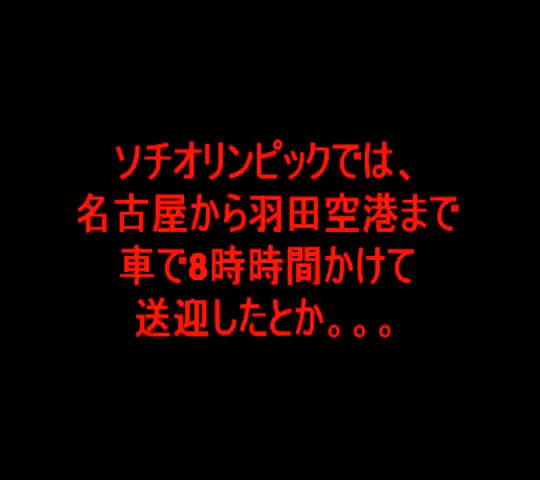 ソチオリンピックでは、
名古屋から羽田空港まで
車で8時時間かけて
送迎したとか。。。